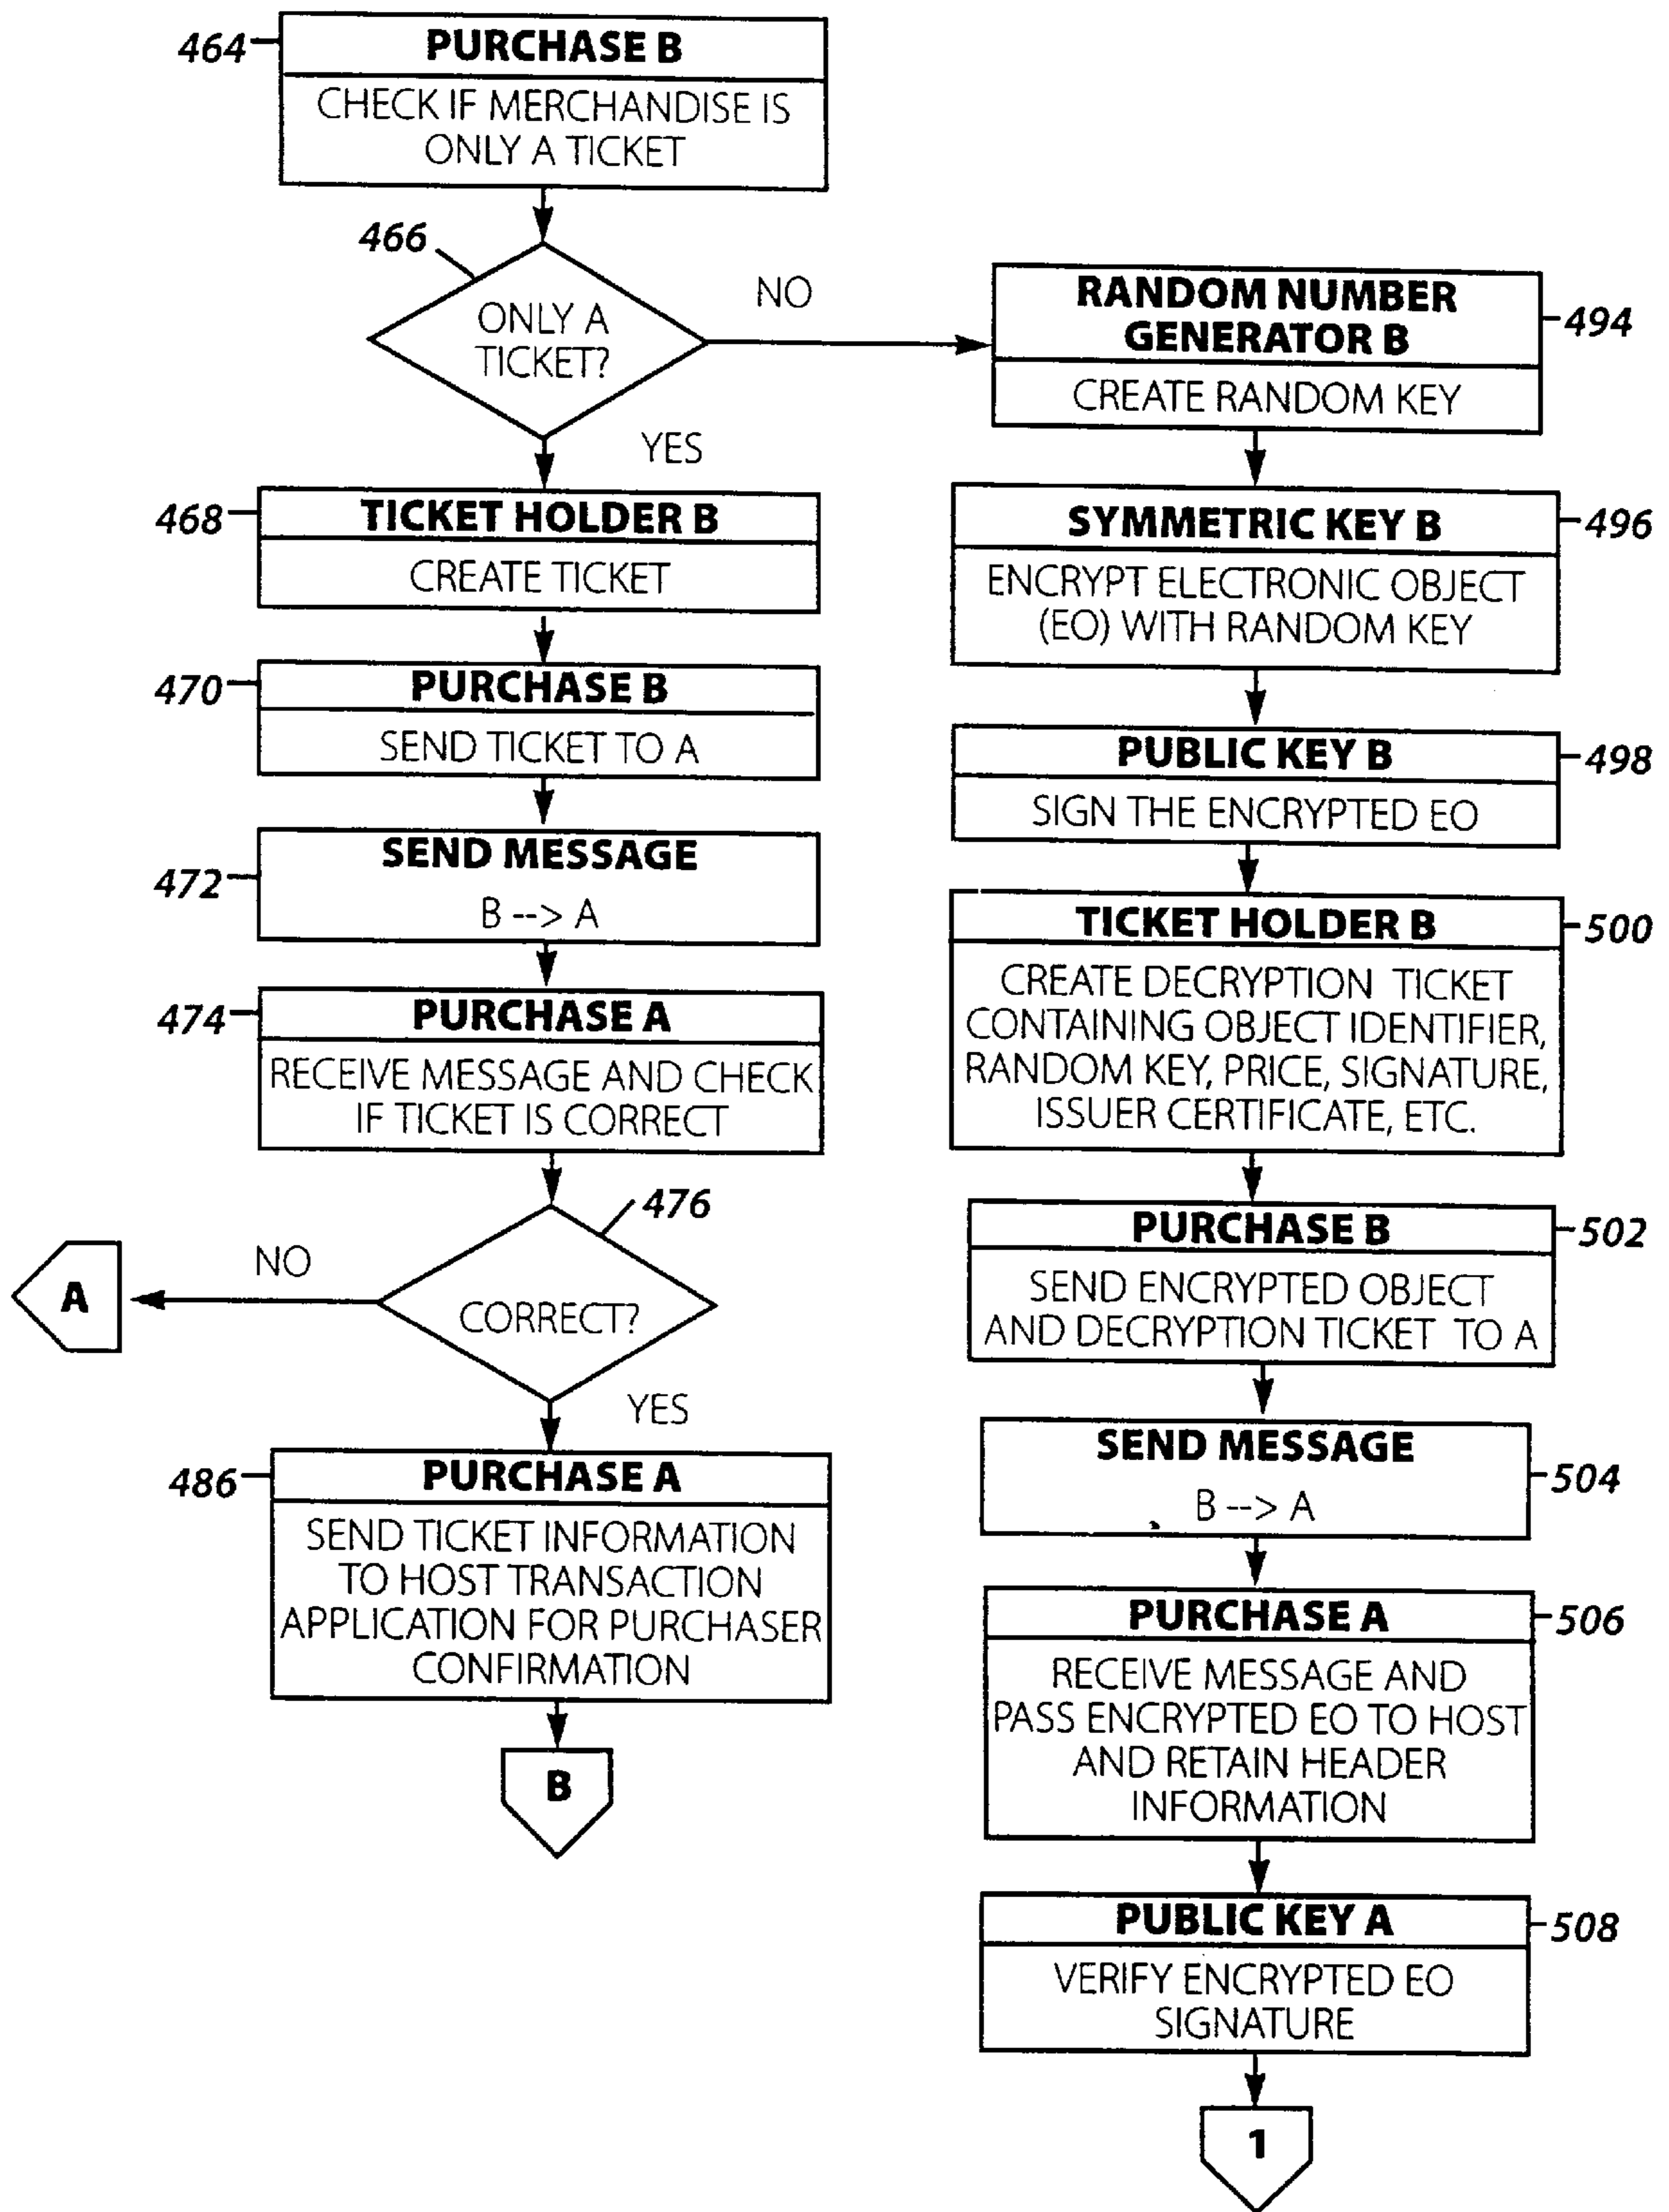 464
PURCHASE B
CHECK IF MERCHANDISE IS
ONLY A TICKET
466
ONLY A
TICKET?
NO
YES
468
TICKET HOLDER B
CREATE TICKET
470
PURCHASE B
SEND TICKET TO A
472
SEND MESSAGE
B --> A
474
PURCHASE A
RECEIVE MESSAGE AND CHECK
IF TICKET IS CORRECT
476
CORRECT?
NO
A
YES
486
PURCHASE A
SEND TICKET INFORMATION
TO HOST TRANSACTION
APPLICATION FOR PURCHASER
CONFIRMATION
B
RANDOM NUMBER
GENERATOR B
494
CREATE RANDOM KEY
SYMMETRIC KEY B
496
ENCRYPT ELECTRONIC OBJECT
(EO) WITH RANDOM KEY
PUBLIC KEY B
498
SIGN THE ENCRYPTED EO
TICKET HOLDER B
500
CREATE DECRYPTION TICKET
CONTAINING OBJECT IDENTIFIER,
RANDOM KEY, PRICE, SIGNATURE,
ISSUER CERTIFICATE, ETC.
PURCHASE B
502
SEND ENCRYPTED OBJECT
AND DECRYPTION TICKET TO A
SEND MESSAGE
504
B --> A
PURCHASE A
506
RECEIVE MESSAGE AND
PASS ENCRYPTED EO TO HOST
AND RETAIN HEADER
INFORMATION
PUBLIC KEY A
508
VERIFY ENCRYPTED EO
SIGNATURE
1